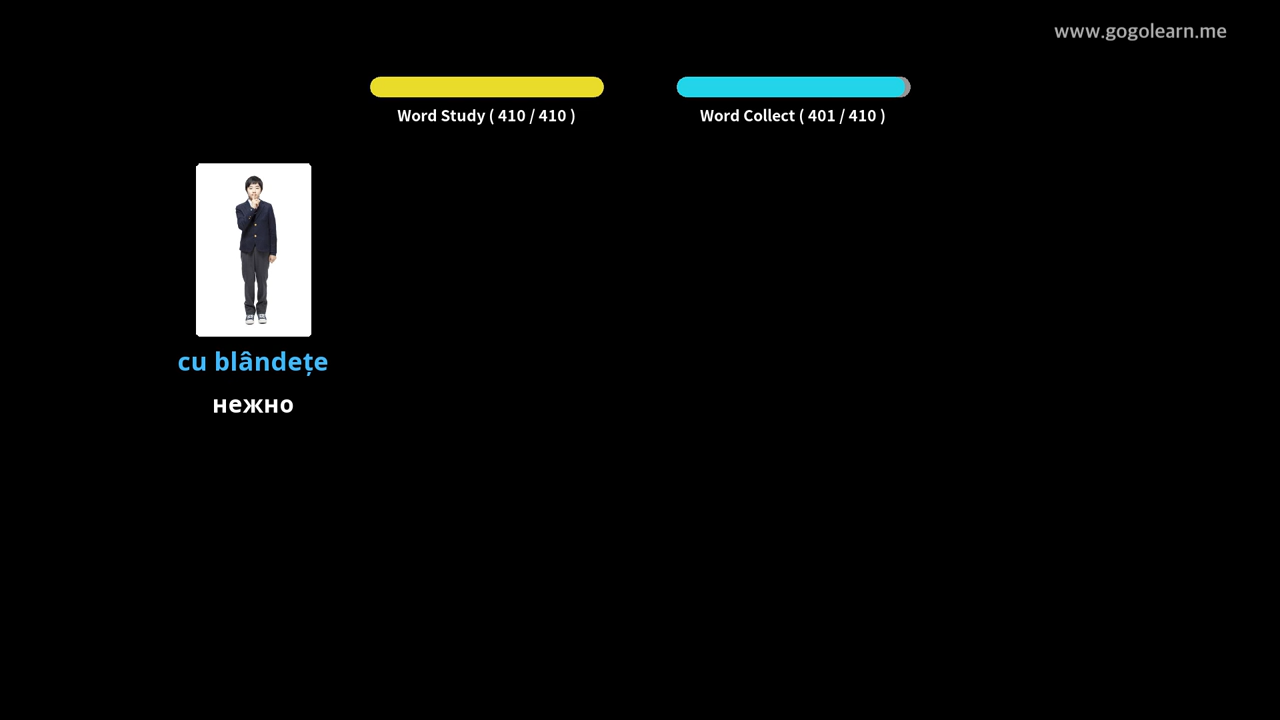 www.gogolearn.me
Word Study ( 410 / 410 )
Word Collect ( 401 / 410 )
cu blândețe
нежно